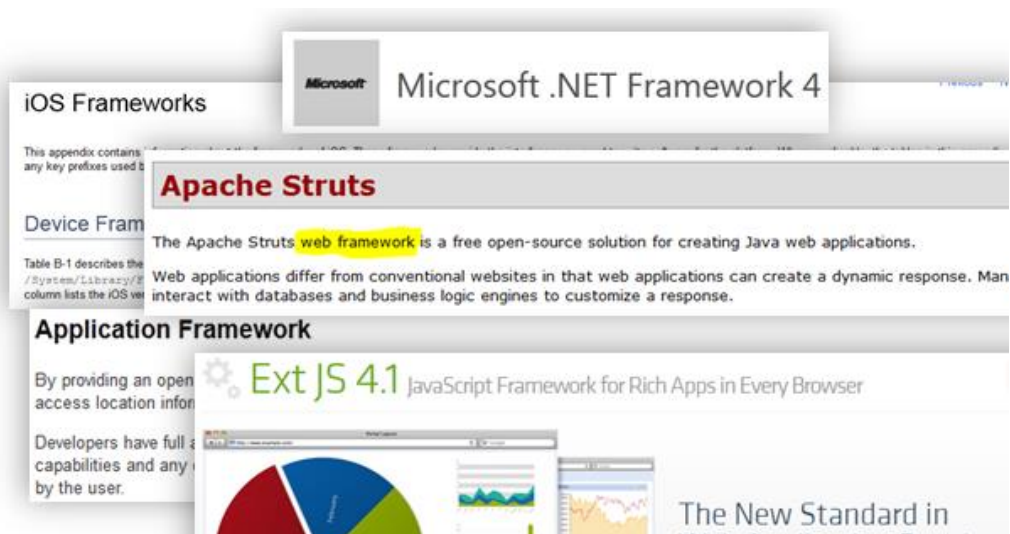 Microsoft
Microsoft .NET Framework 4
iOS Frameworks
This appendix contains
any key prefixes used b
Apache Struts
Device Fram
The Apache Struts web framework is a free open-source solution for creating Java web applications.
Table B-1 describes the
/System/Library/F
column lists the iOS ver
Web applications differ from conventional websites in that web applications can create a dynamic response. Man
interact with databases and business logic engines to customize a response.
Application Framework
By providing an open
access location infor
Developers have full a
capabilities and any
by the user.
Ext JS 4.1 JavaScript Framework for Rich Apps in Every Browser
The New Standard in